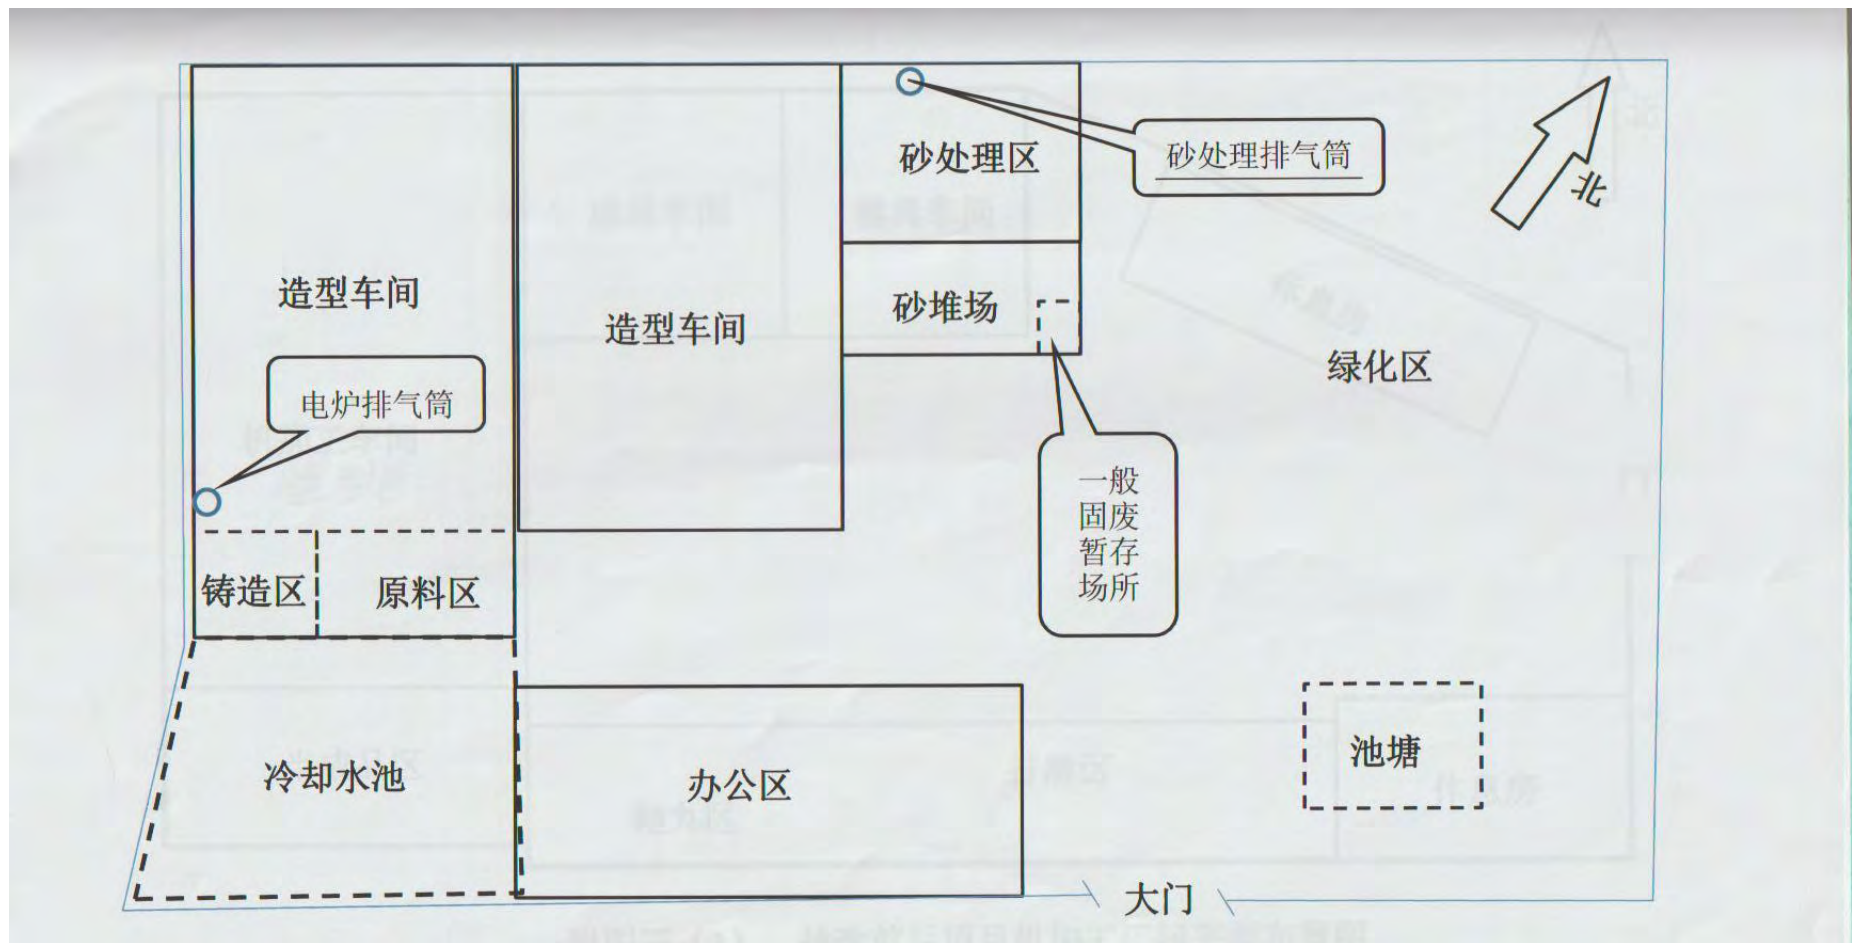 砂处理区
砂处理排气筒
北
造型车间
造型车间
砂堆场
绿化区
电炉排气筒
一般
固废
暂存
场所
铸造区
原料区
冷却水池
办公区
池塘
大门